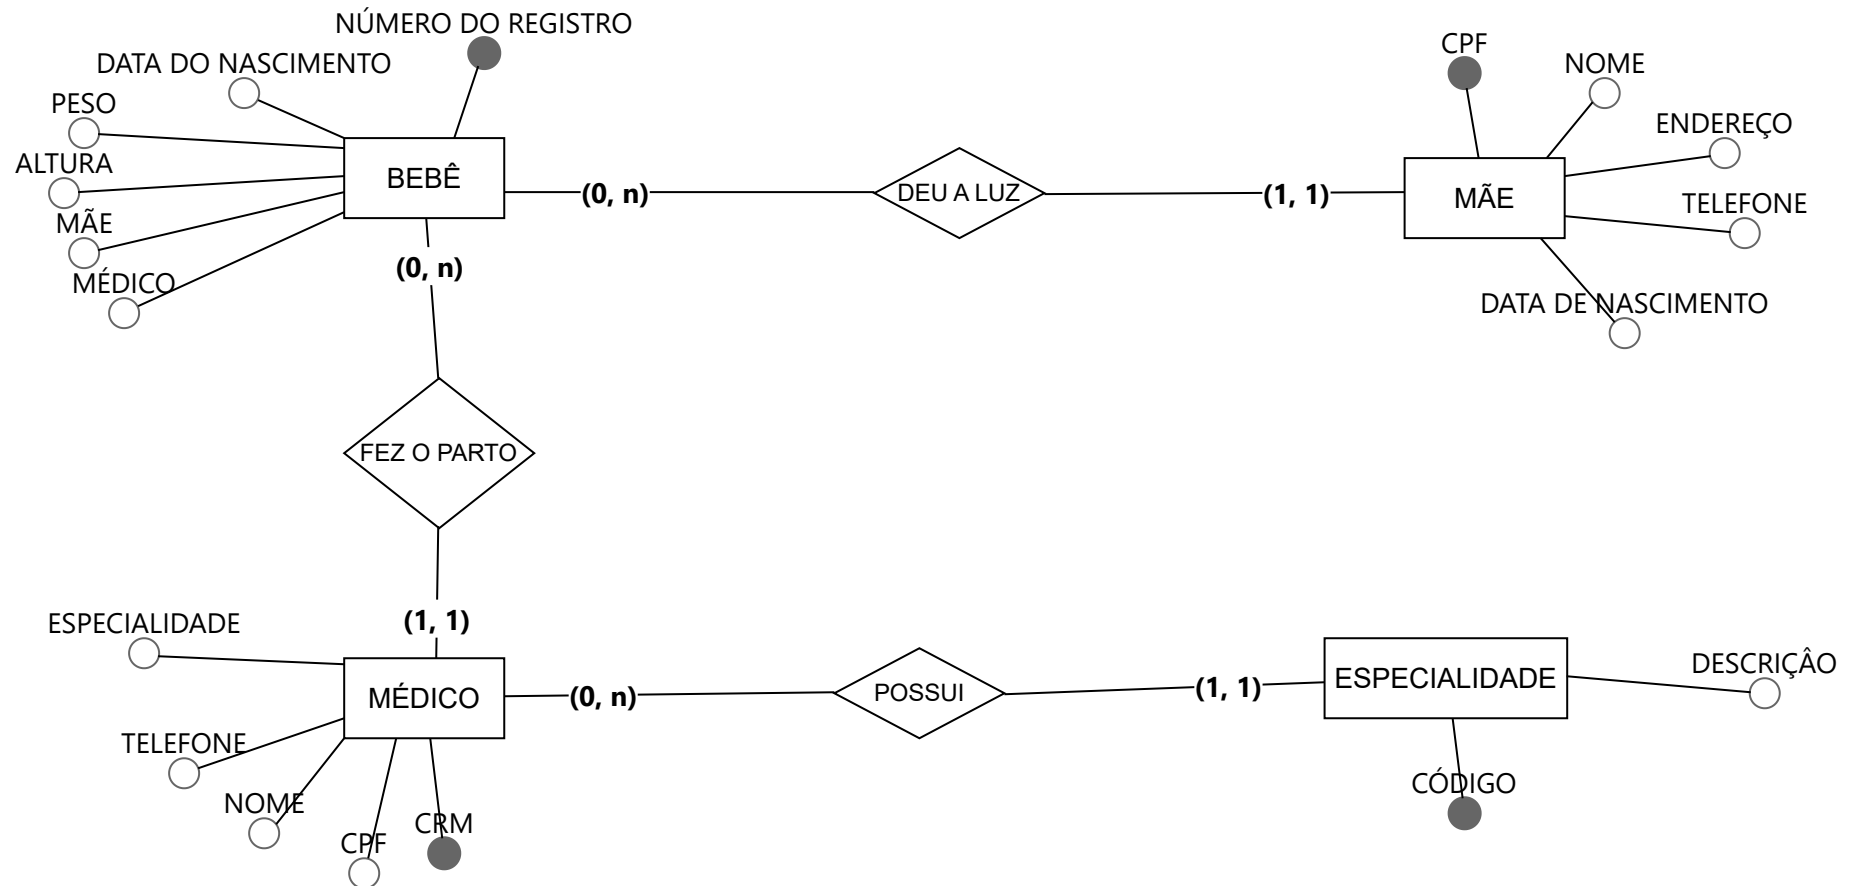 NÚMERO DO REGISTRO
DATA DO NASCIMENTO
PESO
ALTURA
MÃE
MÉDICO
BEBÊ
(0, n)
DEU A LUZ
(1, 1)
MÃE
CPF
NOME
ENDEREÇO
TELEFONE
DATA DE NASCIMENTO
(0, n)
FEZ O PARTO
(1, 1)
ESPECIALIDADE
MÉDICO
TELEFONE
NOME
CPF
CRM
(0, n)
POSSUI
(1, 1)
ESPECIALIDADE
DESCRIÇÂO
CÓDIGO